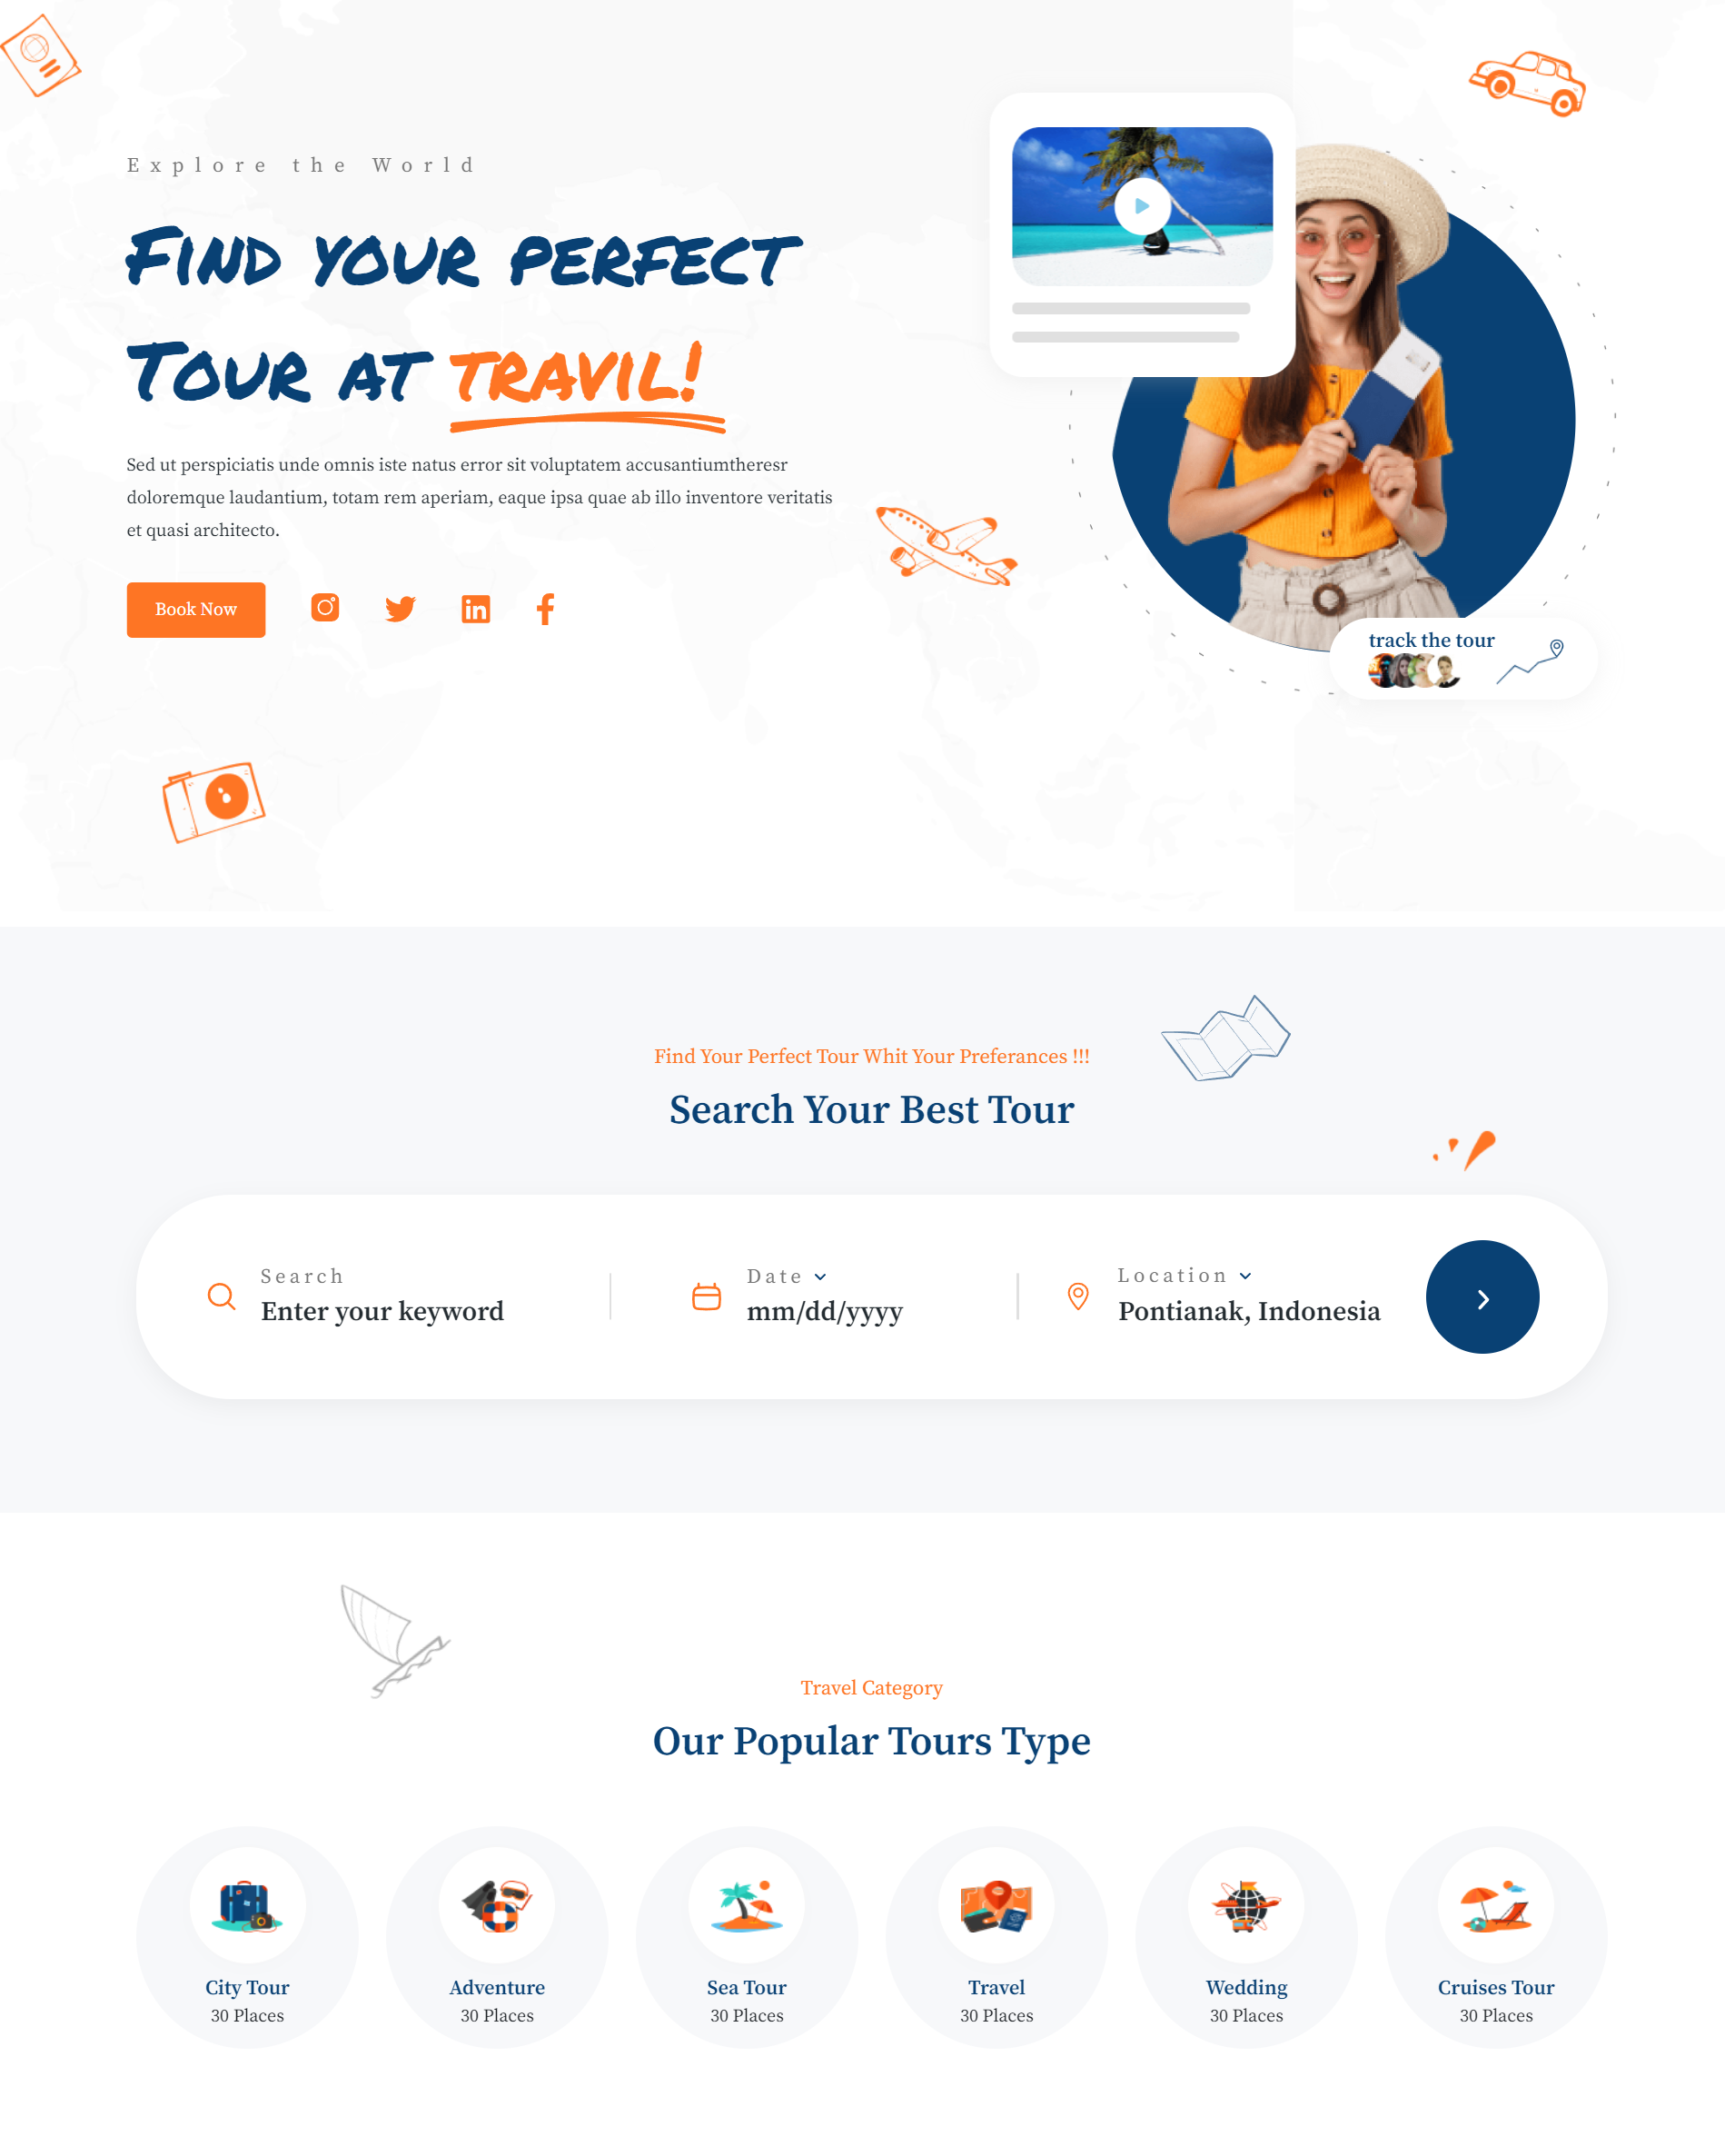 Explore the World
Find your perfect
Tour at travil!
Sed ut perspiciatis unde omnis iste natus error sit voluptatem accusantiumtheresr
doloremque laudantium, totam rem aperiam, eaque ipsa quae ab illo inventore veritatis
et quasi architecto.
Book Now
track the tour
Find Your Perfect Tour Whit Your Preferances !!!
Search Your Best Tour
Search
Enter your keyword
Date
mm/dd/yyyy
Location
Pontianak, Indonesia
Travel Category
Our Popular Tours Type
City Tour
30 Places
Adventure
30 Places
Sea Tour
30 Places
Travel
30 Places
Wedding
30 Places
Cruises Tour
30 Places